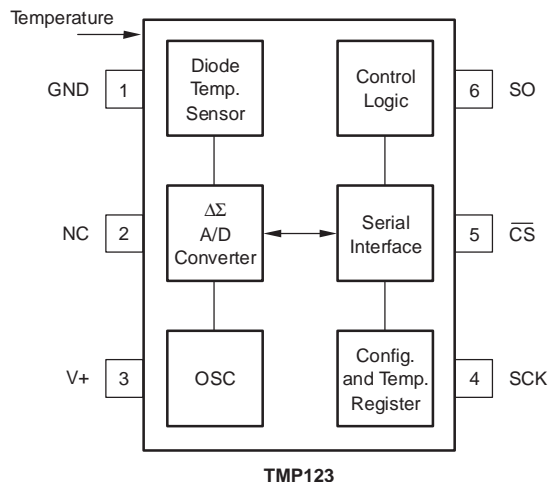 Temperature
GND
1
Diode
Temp.
Sensor
Control
Logic
6
SO
NC
2
ΔΣ
A/D
Converter
Serial
Interface
5
C̅S̅
V+
3
OSC
Config.
and Temp.
Register
4
SCK
TMP123